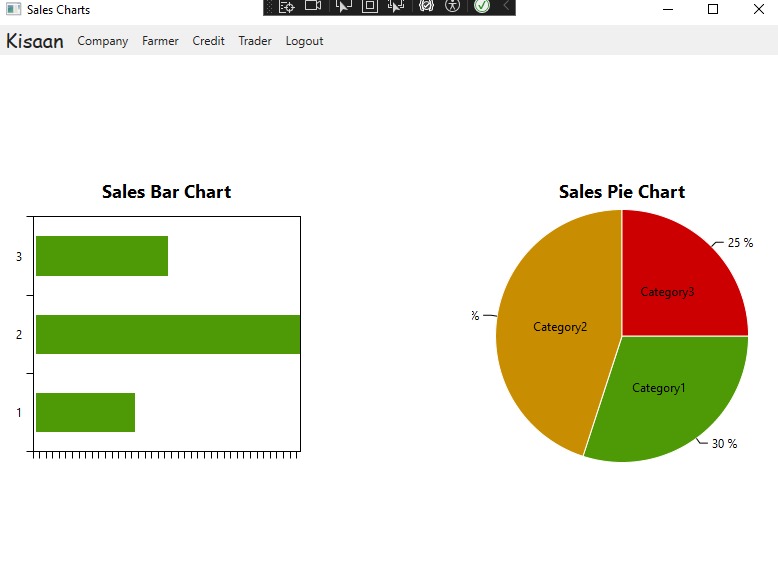 Sales Charts
Kisaan Company Farmer Credit Trader Logout
Sales Bar Chart
3
2
1
Sales Pie Chart
25 %
Category3
%
Category2
Category1
30 %